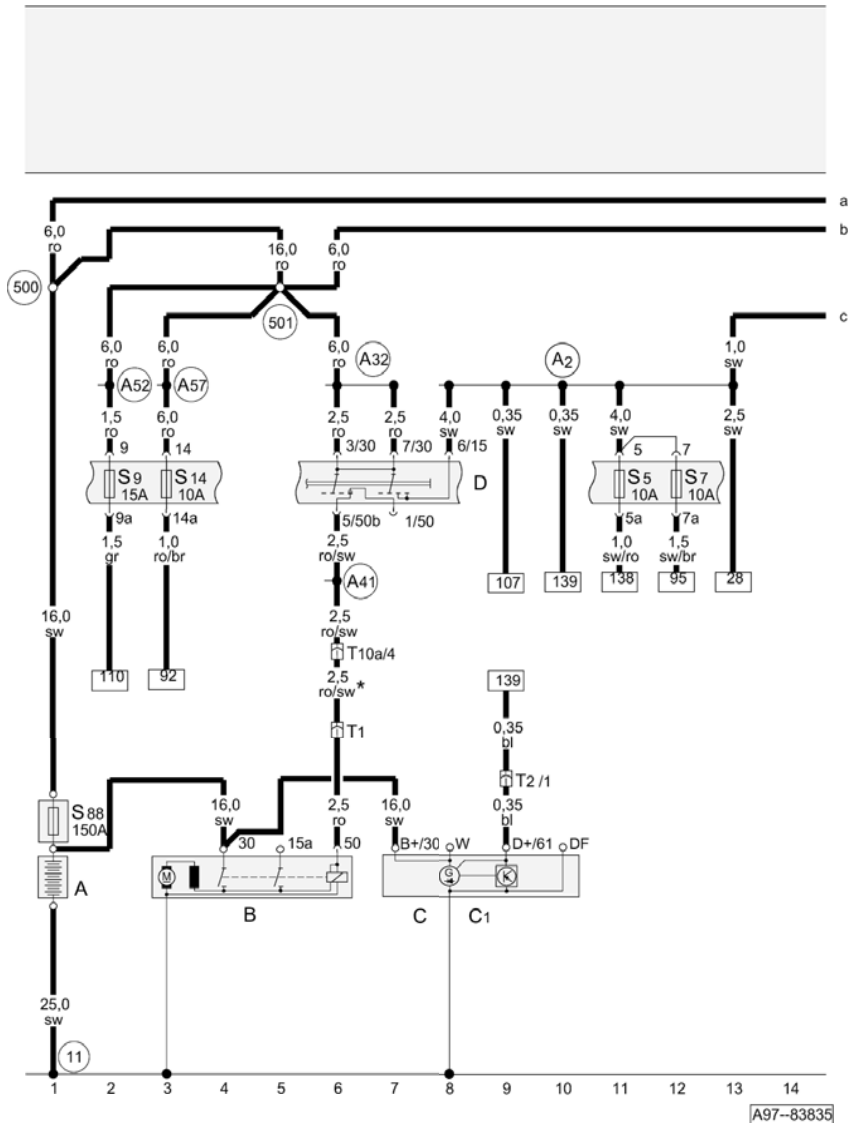 a
6,0 ro
b
16,0 ro
6,0 ro
500
501
c
6,0 ro
6,0 ro
6,0 ro
A32
A2
1,0 sw
A52
A57
1,5 ro
6,0 ro
2,5 ro
2,5 ro
4,0 sw
0,35 sw
0,35 sw
4,0 sw
2,5 sw
9
14
3/30
7/30
6/15
5
7
S9 15A
S14 10A
D
S5 10A
S7 10A
9a
14a
5/50b
1/50
5a
7a
1,5 gr
1,0 ro/br
2,5 ro/sw
1,0 sw/ro
1,5 sw/br
A41
107
139
138
95
28
16,0 sw
2,5 ro/sw
T10a/4
110
92
2,5 ro/sw*
139
T1
0,35 bl
T2/1
S88 150A
16,0 sw
2,5 ro
16,0 sw
0,35 bl
30
15a
50
B+/30
W
D+/61
DF
M
G
K
A
B
C
C1
25,0 sw
11
1 2 3 4 5 6 7 8 9 10 11 12 13 14
A97--83835